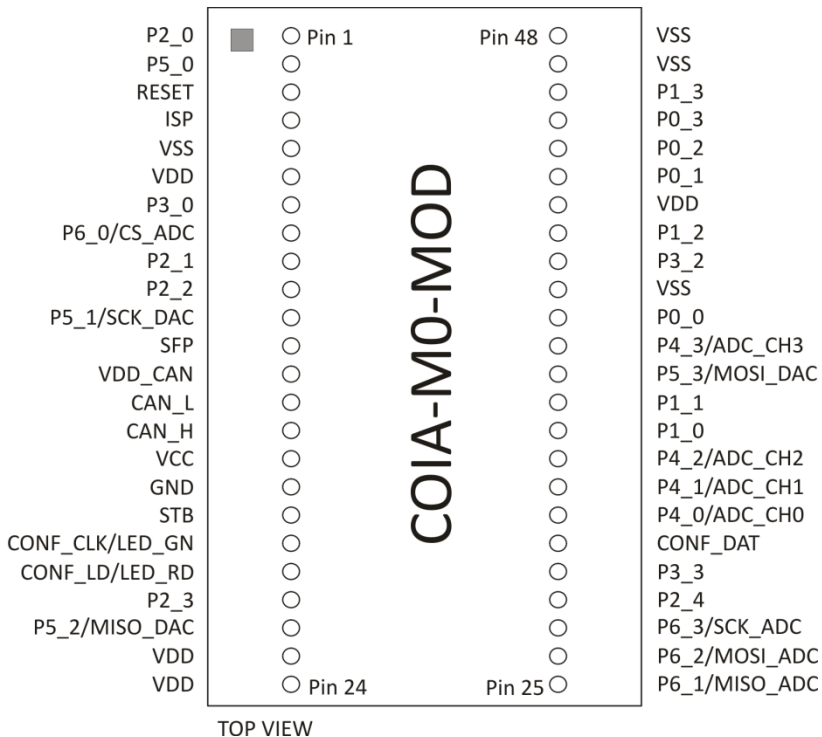 P2_0 Pin 1 Pin 48 VSS
P5_0 VSS
RESET P1_3
ISP P0_3
VSS P0_2
VDD P0_1
P3_0 VDD
P6_0/CS_ADC P1_2
P2_1 P3_2
P2_2 VSS
P5_1/SCK_DAC P0_0
SFP P4_3/ADC_CH3
VDD_CAN P5_3/MOSI_DAC
CAN_L P1_1
CAN_H P1_0
VCC P4_2/ADC_CH2
GND P4_1/ADC_CH1
STB P4_0/ADC_CH0
CONF_CLK/LED_GN CONF_DAT
CONF_LD/LED_RD P3_3
P2_3 P2_4
P5_2/MISO_DAC P6_3/SCK_ADC
VDD P6_2/MOSI_ADC
VDD Pin 24 Pin 25 P6_1/MISO_ADC
COIA-M0-MOD
TOP VIEW